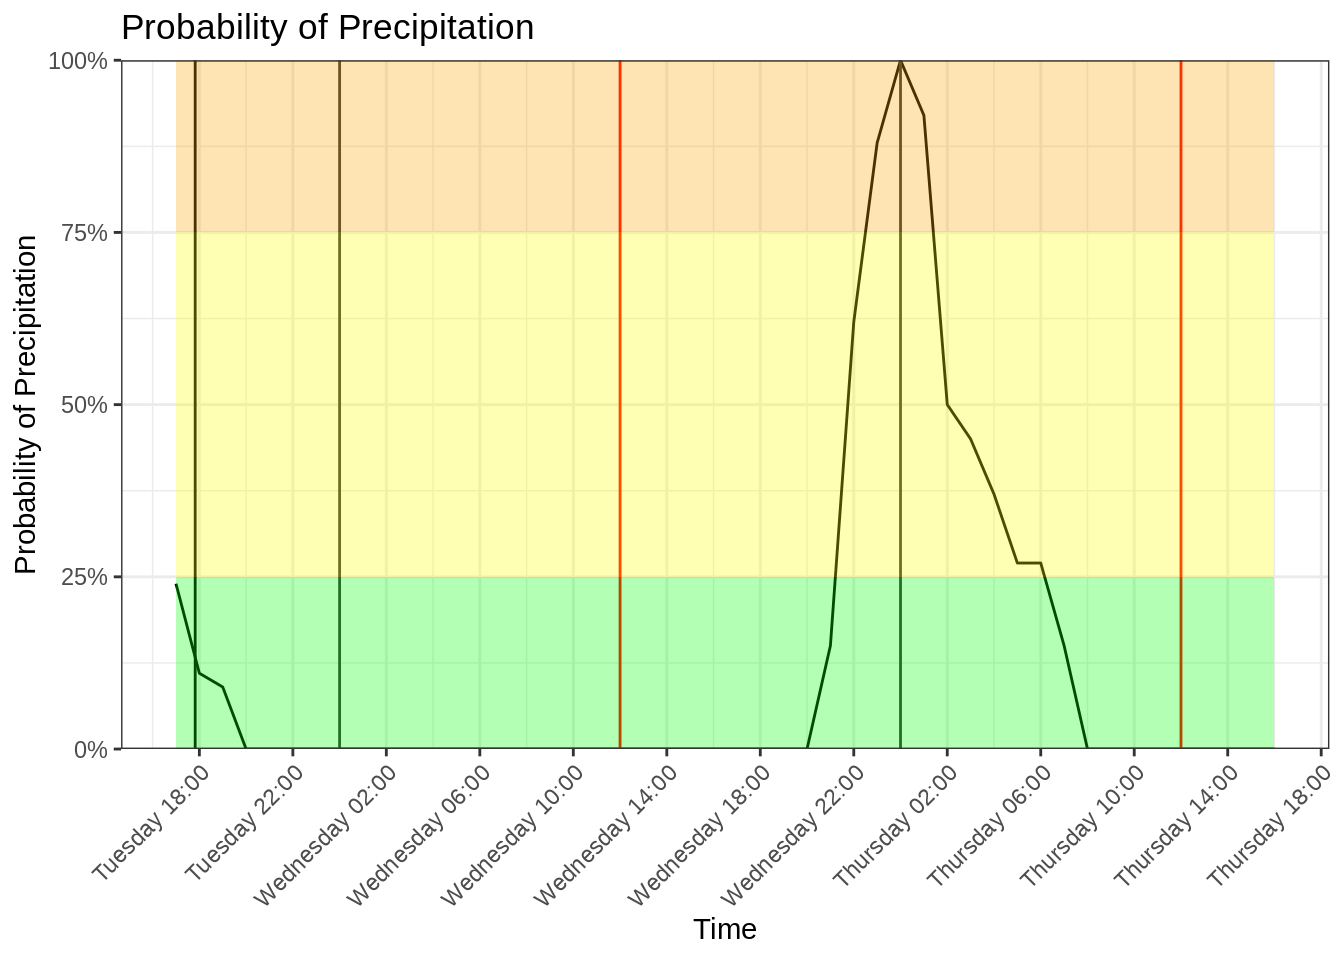 Probability of Precipitation
Probability of Precipitation
100%
75%
50%
25%
0%
Tuesday 18:00
Tuesday 22:00
Wednesday 02:00
Wednesday 06:00
Wednesday 10:00
Wednesday 14:00
Wednesday 18:00
Wednesday 22:00
Thursday 02:00
Thursday 06:00
Thursday 10:00
Thursday 14:00
Thursday 18:00
Time